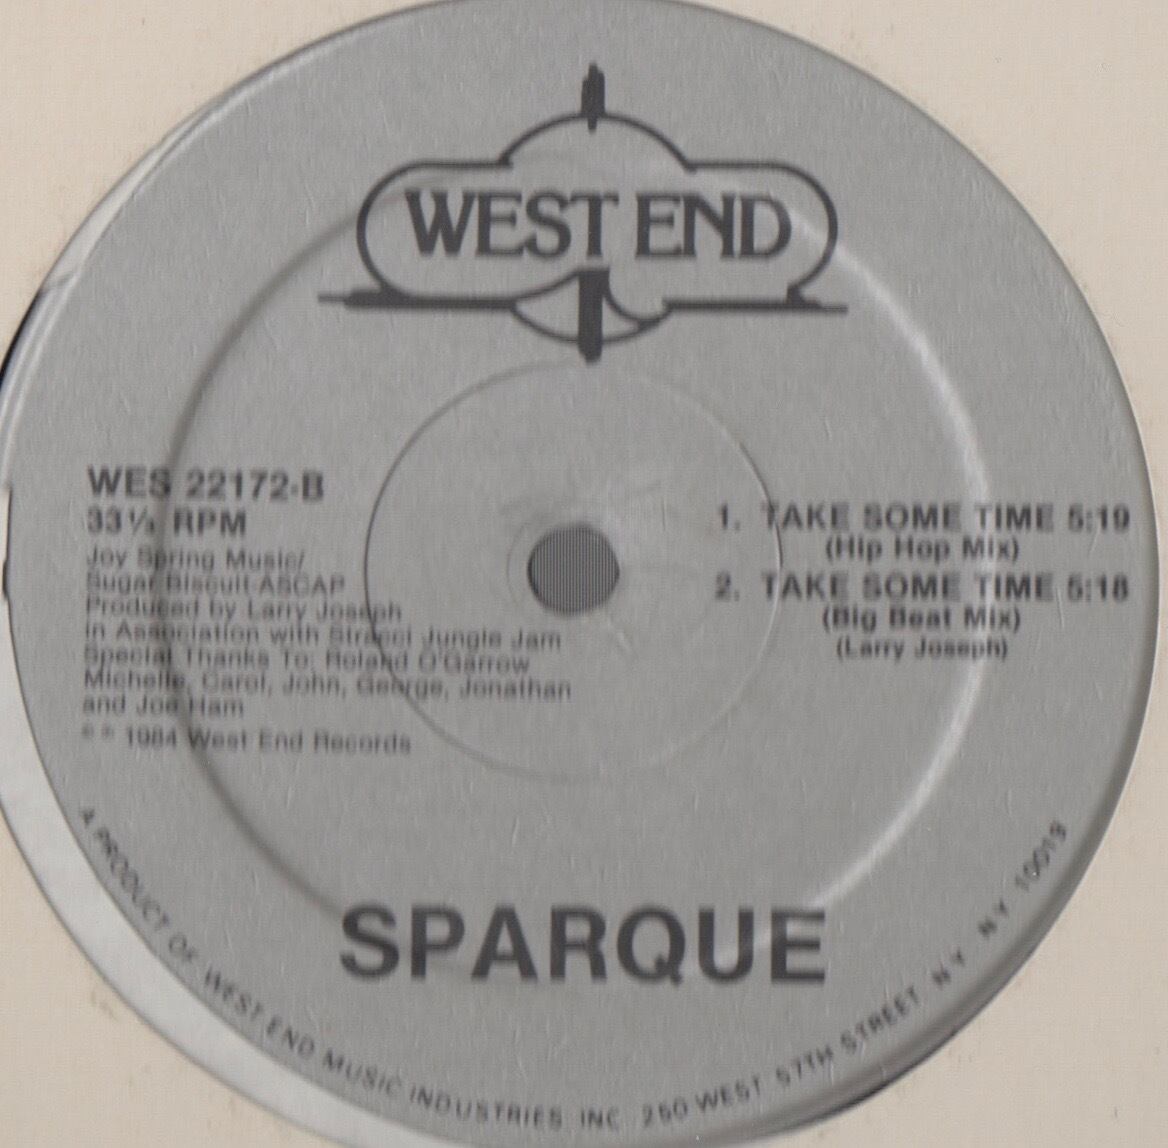 WEST END
WES 22172-B
33⅓ RPM
Joy Spring Music/
Sugar Biscuit-ASCAP
Produced by Larry Joseph
In Association with Stracci Jungle Jam
Special Thanks To: Roland O'Garrow
Michelle, Carol, John, George, Jonathan
and Joe Ham
℗ © 1984 West End Records
1. TAKE SOME TIME 5:19
(Hip Hop Mix)
2. TAKE SOME TIME 5:18
(Big Beat Mix)
(Larry Joseph)
SPARQUE
A PRODUCT OF WEST END MUSIC INDUSTRIES INC 250 WEST 57TH STREET NY NY 10019